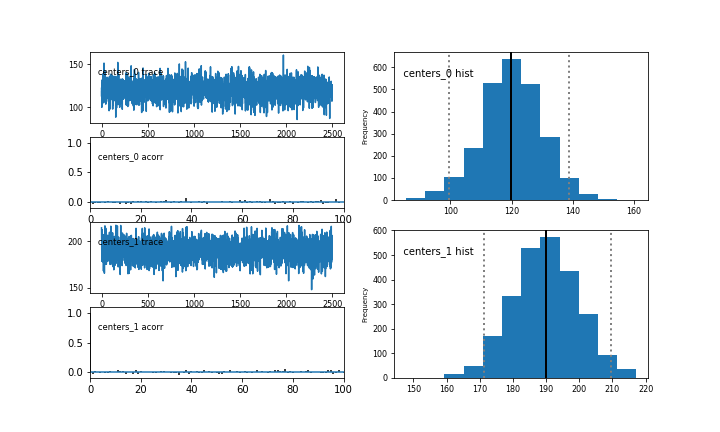 centers_0 trace
150
100
0 500 1000 1500 2000 2500
centers_0 acorr
1.0
0.5
0.0
0 20 40 60 80 100
centers_1 trace
200
150
0 500 1000 1500 2000 2500
centers_1 acorr
1.0
0.5
0.0
0 20 40 60 80 100
centers_0 hist
Frequency
600
500
400
300
200
100
0
100 120 140 160
centers_1 hist
Frequency
600
500
400
300
200
100
0
150 160 170 180 190 200 210 220